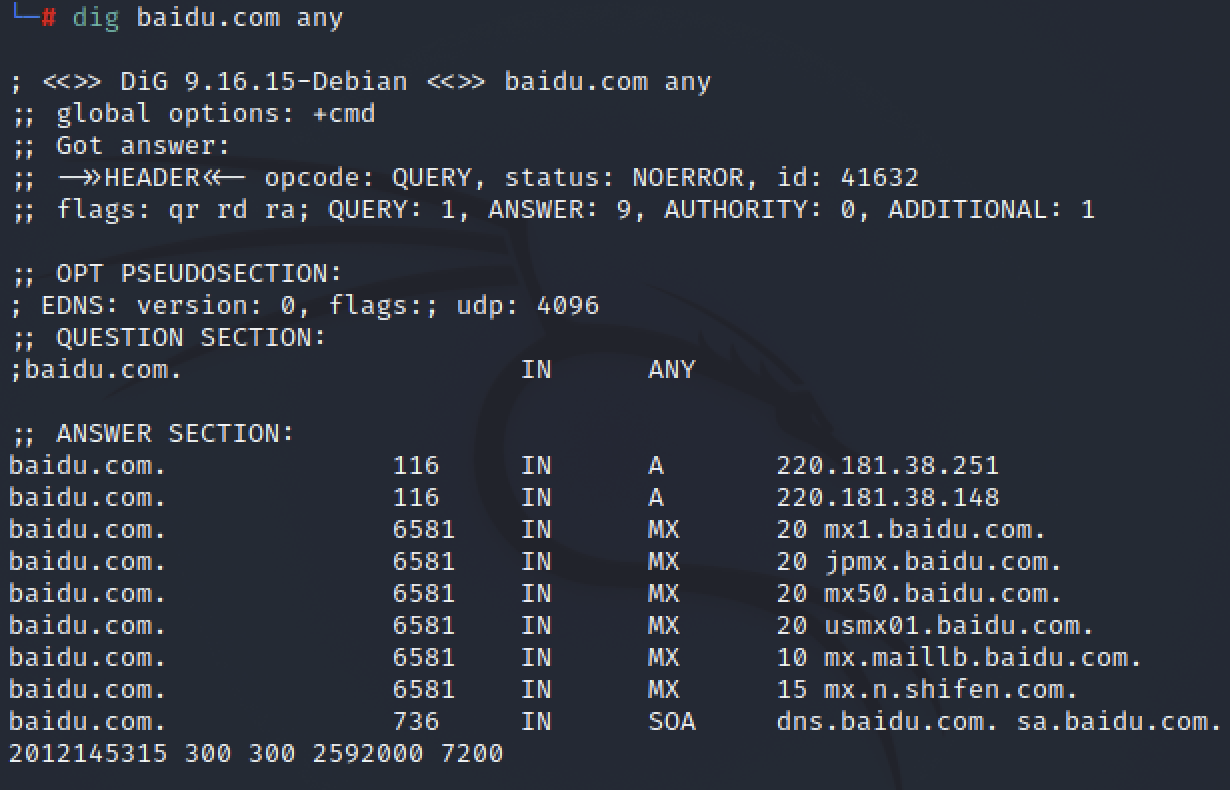 └─# dig baidu.com any
; <<>> DiG 9.16.15-Debian <<>> baidu.com any
;; global options: +cmd
;; Got answer:
;; ->>HEADER<<- opcode: QUERY, status: NOERROR, id: 41632
;; flags: qr rd ra; QUERY: 1, ANSWER: 9, AUTHORITY: 0, ADDITIONAL: 1
;; OPT PSEUDOSECTION:
; EDNS: version: 0, flags:; udp: 4096
;; QUESTION SECTION:
;baidu.com. IN ANY
;; ANSWER SECTION:
baidu.com. 116 IN A 220.181.38.251
baidu.com. 116 IN A 220.181.38.148
baidu.com. 6581 IN MX 20 mx1.baidu.com.
baidu.com. 6581 IN MX 20 jpmx.baidu.com.
baidu.com. 6581 IN MX 20 mx50.baidu.com.
baidu.com. 6581 IN MX 20 usmx01.baidu.com.
baidu.com. 6581 IN MX 10 mx.maillb.baidu.com.
baidu.com. 6581 IN MX 15 mx.n.shifen.com.
baidu.com. 736 IN SOA dns.baidu.com. sa.baidu.com.
2012145315 300 300 2592000 7200